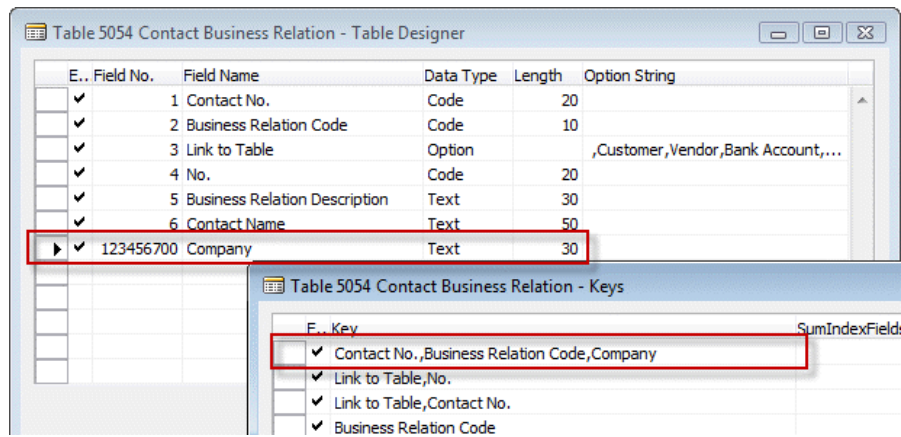 Table 5054 Contact Business Relation - Table Designer
E.. Field No. Field Name Data Type Length Option String
1 Contact No. Code 20
2 Business Relation Code Code 10
3 Link to Table Option ,Customer,Vendor,Bank Account,...
4 No. Code 20
5 Business Relation Description Text 30
6 Contact Name Text 50
123456700 Company Text 30
Table 5054 Contact Business Relation - Keys
E.. Key SumIndexFields
Contact No.,Business Relation Code,Company
Link to Table,No.
Link to Table,Contact No.
Business Relation Code